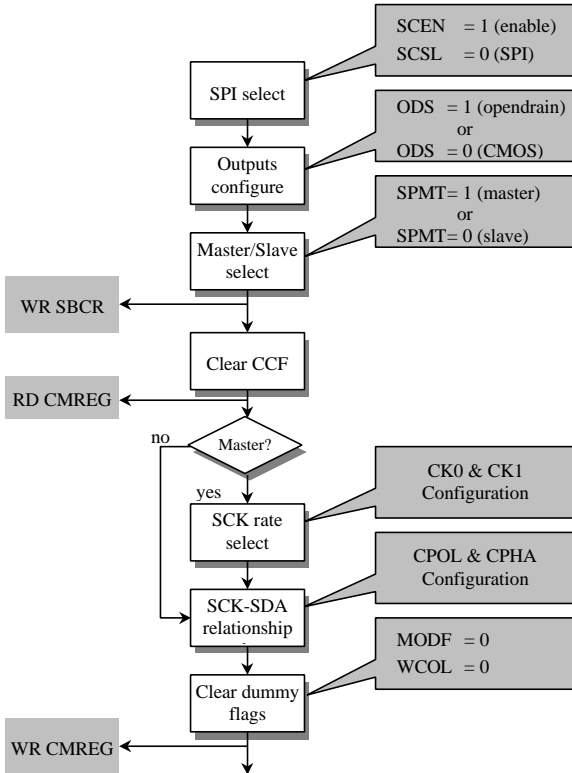 SCEN = 1 (enable)
SCSL = 0 (SPI)
SPI select
ODS = 1 (opendrain)
or
ODS = 0 (CMOS)
Outputs
configure
SPMT= 1 (master)
or
SPMT= 0 (slave)
Master/Slave
select
WR SBCR
Clear CCF
RD CMREG
Master?
no
yes
CK0 & CK1
Configuration
SCK rate
select
CPOL & CPHA
Configuration
SCK-SDA
relationship
MODF = 0
WCOL = 0
Clear dummy
flags
WR CMREG